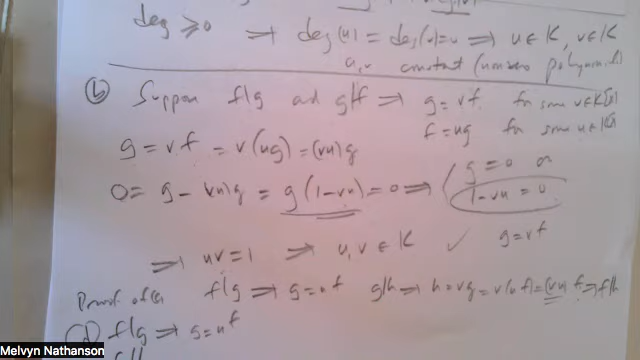 deg ≥ 0 ⟹ deg(u) = deg(v) = 0 ⟹ u ∈ K, v ∈ K
u, v constant (nonzero polynomials)
(b) Suppose f|g and g|f ⟹ g = vf for some v ∈ K[x]
f = ug for some u ∈ K[x]
g = vf = v(ug) = (vu)g
0 = g - (vu)g = g(1-vu) = 0 ⟹ g = 0 or
1-vu = 0
⟹ uv = 1 ⟹ u, v ∈ K ✓ g = vf
Proof of f|g ⟹ g = uf g|h ⟹ h = vg = v(uf) = (vu)f ⟹ f|h
f|g ⟹ g = uf
Melvyn Nathanson